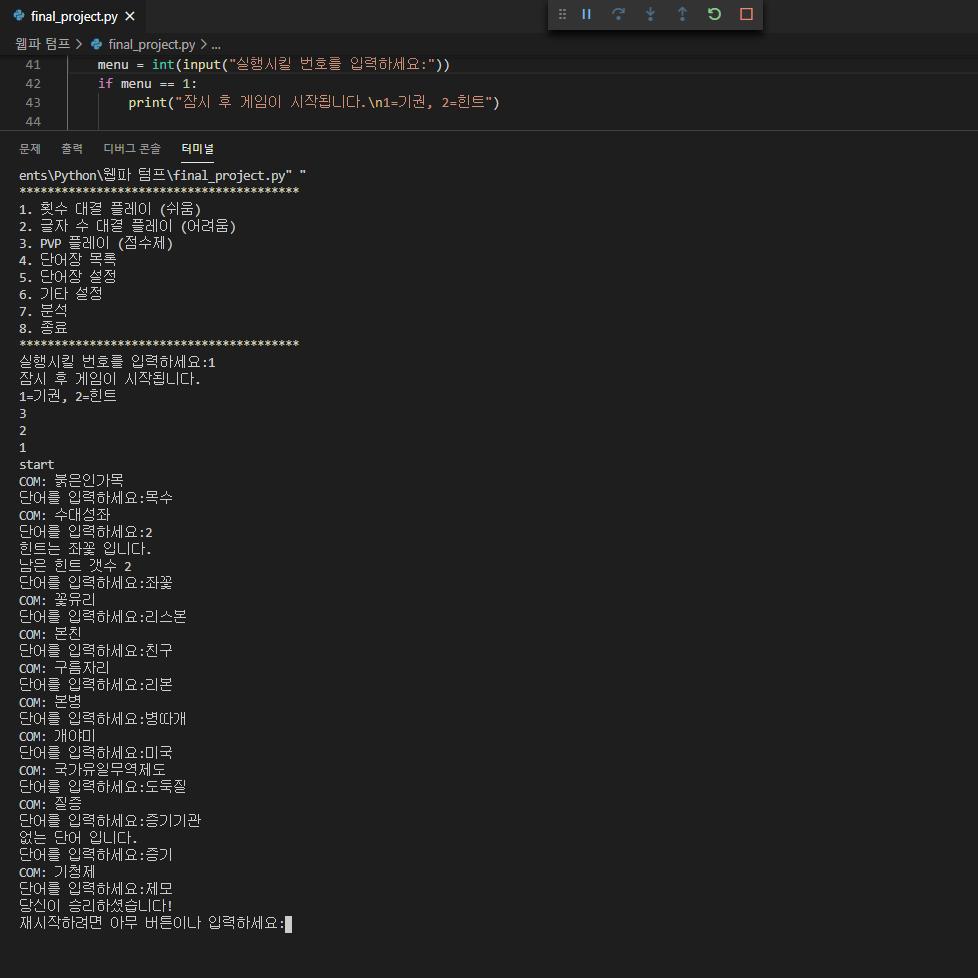 final_project.py
웹파 텀프 > final_project.py > ...
41 menu = int(input("실행시킬 번호를 입력하세요:"))
42 if menu == 1:
43 print("잠시 후 게임이 시작됩니다.\n1=기권, 2=힌트")
44
문제 출력 디버그 콘솔 터미널
ents\Python\웹파 텀프\final_project.py" "
****************************************
1. 횟수 대결 플레이 (쉬움)
2. 글자 수 대결 플레이 (어려움)
3. PVP 플레이 (점수제)
4. 단어장 목록
5. 단어장 설정
6. 기타 설정
7. 분석
8. 종료
****************************************
실행시킬 번호를 입력하세요:1
잠시 후 게임이 시작됩니다.
1=기권, 2=힌트
3
2
1
start
COM: 붉은인가목
단어를 입력하세요:목수
COM: 수대성좌
단어를 입력하세요:2
힌트는 좌꽃 입니다.
남은 힌트 갯수 2
단어를 입력하세요:좌꽃
COM: 꽃유리
단어를 입력하세요:리스본
COM: 본친
단어를 입력하세요:친구
COM: 구름자리
단어를 입력하세요:리본
COM: 본병
단어를 입력하세요:병따개
COM: 개야미
단어를 입력하세요:미국
COM: 국가유일무역제도
단어를 입력하세요:도둑질
COM: 질증
단어를 입력하세요:증기기관
없는 단어 입니다.
단어를 입력하세요:증기
COM: 기청제
단어를 입력하세요:제모
당신이 승리하셨습니다!
재시작하려면 아무 버튼이나 입력하세요: